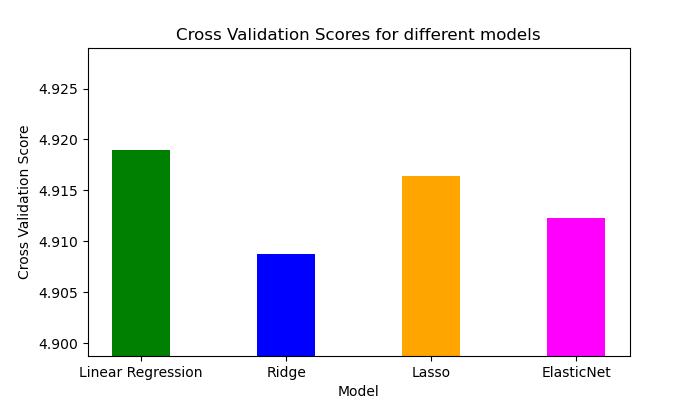 Cross Validation Scores for different models
4.925
4.920
4.915
4.910
4.905
4.900
Cross Validation Score
Linear Regression Ridge Lasso ElasticNet
Model